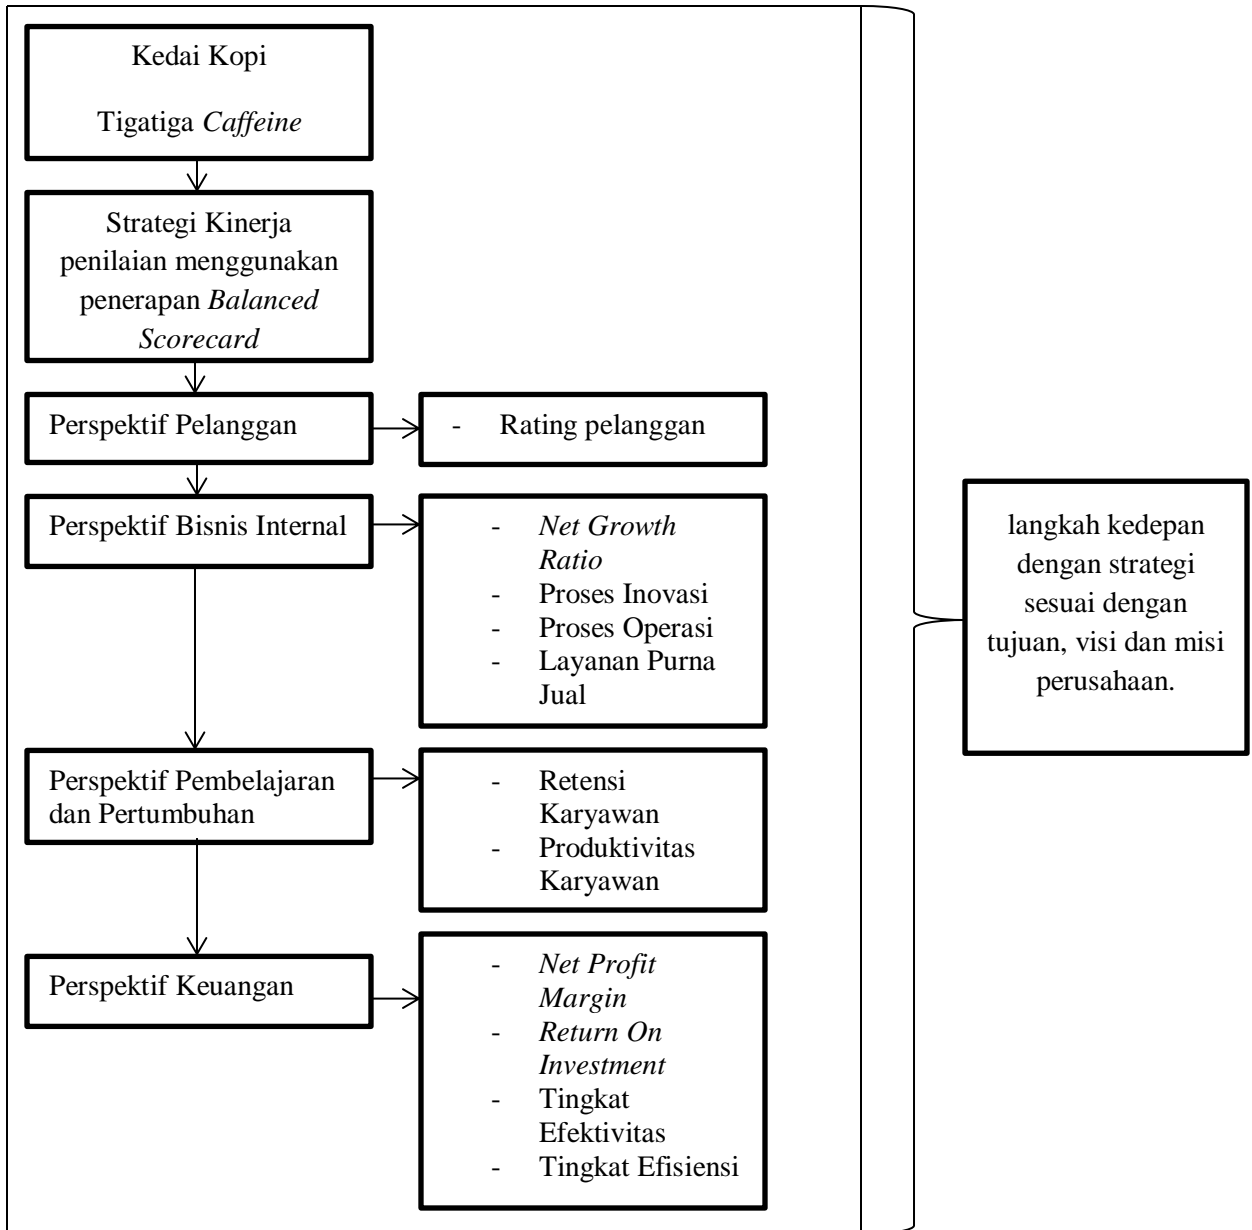 Kedai Kopi
Tigatiga Caffeine
Strategi Kinerja
penilaian menggunakan
penerapan Balanced
Scorecard
Perspektif Pelanggan
- Rating pelanggan
Perspektif Bisnis Internal
- Net Growth
Ratio
- Proses Inovasi
- Proses Operasi
- Layanan Purna
Jual
Perspektif Pembelajaran
dan Pertumbuhan
- Retensi
Karyawan
- Produktivitas
Karyawan
Perspektif Keuangan
- Net Profit
Margin
- Return On
Investment
- Tingkat
Efektivitas
- Tingkat Efisiensi
langkah kedepan
dengan strategi
sesuai dengan
tujuan, visi dan misi
perusahaan.